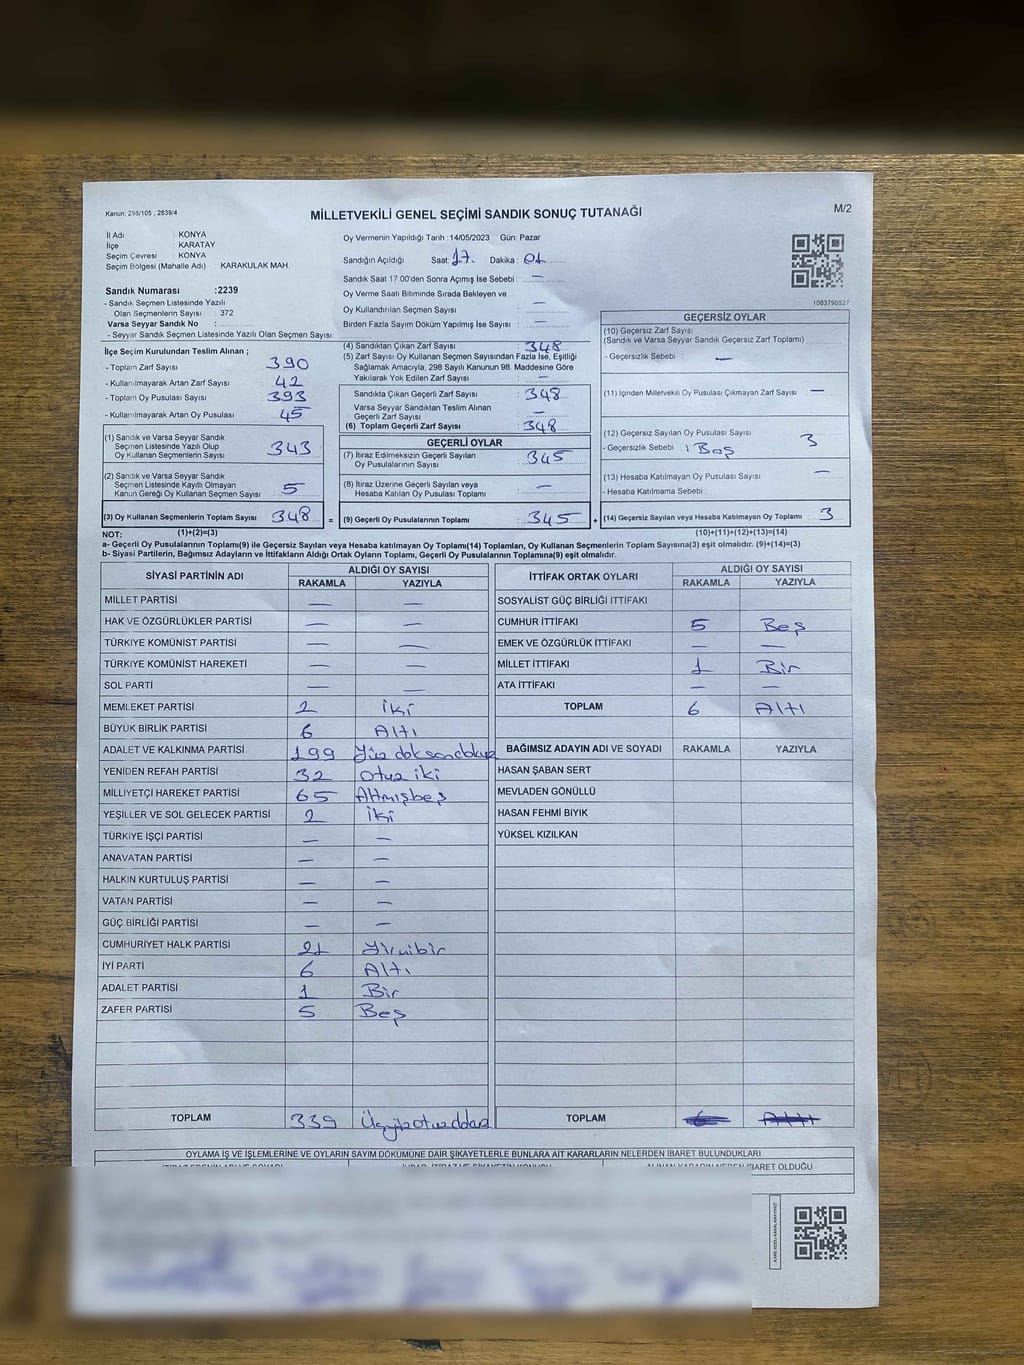 Kanun; 298/105 ; 2839/4
MİLLETVEKİLİ GENEL SEÇİMİ SANDIK SONUÇ TUTANAĞI
M/2
İl Adı : KONYA
İlçe : KARATAY
Seçim Çevresi : KONYA
Seçim Bölgesi (Mahalle Adı) : KARAKULAK MAH.
Sandık Numarası :2239
- Sandık Seçmen Listesinde Yazılı
Olan Seçmenlerin Sayısı : 372
Varsa Seyyar Sandık No :
- Seyyar Sandık Seçmen Listesinde Yazılı Olan Seçmen Sayısı:
İlçe Seçim Kurulundan Teslim Alınan ;
- Toplam Zarf Sayısı : 390
- Kullanılmayarak Artan Zarf Sayısı : 42
- Toplam Oy Pusulası Sayısı : 393
- Kullanılmayarak Artan Oy Pusulası : 45
(1) Sandık ve Varsa Seyyar Sandık
Seçmen Listesinde Yazılı Olup
Oy Kullanan Seçmenlerin Sayısı : 343
(2) Sandık ve Varsa Seyyar Sandık
Seçmen Listesinde Kayıtlı Olmayan
Kanun Gereği Oy Kullanan Seçmen Sayısı : 5
(3) Oy Kullanan Seçmenlerin Toplam Sayısı : 348 =
Oy Vermenin Yapıldığı Tarih :14/05/2023 Gün: Pazar
Sandığın Açıldığı Saat: 17. Dakika: 01
Sandık Saat 17.00'den Sonra Açılmış İse Sebebi : —
Oy Verme Saati Bitiminde Sırada Bekleyen ve
Oy Kullandırılan Seçmen Sayısı : —
Birden Fazla Sayım Döküm Yapılmış İse Sayısı : —
(4) Sandıktan Çıkan Zarf Sayısı : 348
(5) Zarf Sayısı Oy Kullanan Seçmen Sayısından Fazla İse, Eşitliği
Sağlamak Amacıyla, 298 Sayılı Kanunun 98. Maddesine Göre
Yakılarak Yok Edilen Zarf Sayısı : —
Sandıkta Çıkan Geçerli Zarf Sayısı : 348
Varsa Seyyar Sandıktan Teslim Alınan
Geçerli Zarf Sayısı : —
(6) Toplam Geçerli Zarf Sayısı : 348
GEÇERLİ OYLAR
(7) İtiraz Edilmeksizin Geçerli Sayılan
Oy Pusulalarının Sayısı : 345
(8) İtiraz Üzerine Geçerli Sayılan veya
Hesaba Katılan Oy Pusulası Toplamı : —
(9) Geçerli Oy Pusulalarının Toplamı : 345 +
1083790527
GEÇERSİZ OYLAR
(10) Geçersiz Zarf Sayısı
(Sandık ve Varsa Seyyar Sandık Geçersiz Zarf Toplamı)
- Geçersizlik Sebebi : —
(11) İçinden Milletvekili Oy Pusulası Çıkmayan Zarf Sayısı —
(12) Geçersiz Sayılan Oy Pusulası Sayısı 3
- Geçersizlik Sebebi : Boş
(13) Hesaba Katılmayan Oy Pusulası Sayısı —
- Hesaba Katılmama Sebebi :
(14) Geçersiz Sayılan veya Hesaba Katılmayan Oy Toplamı : 3
NOT: (1)+(2)=(3) (10)+(11)+(12)+(13)=(14)
a- Geçerli Oy Pusulalarının Toplamı(9) ile Geçersiz Sayılan veya Hesaba katılmayan Oy Toplamı(14) Toplamları, Oy Kullanan Seçmenlerin Toplam Sayısına(3) eşit olmalıdır. (9)+(14)=(3)
b- Siyasi Partilerin, Bağımsız Adayların ve İttifakların Aldığı Ortak Oyların Toplamı, Geçerli Oy Pusulalarının Toplamına(9) eşit olmalıdır.
SİYASİ PARTİNİN ADI ALDIĞI OY SAYISI
RAKAMLA YAZIYLA
MİLLET PARTİSİ — —
HAK VE ÖZGÜRLÜKLER PARTİSİ — —
TÜRKİYE KOMÜNİST PARTİSİ — —
TÜRKİYE KOMÜNİST HAREKETİ — —
SOL PARTİ — —
MEMLEKET PARTİSİ 2 iki
BÜYÜK BİRLİK PARTİSİ 6 Altı
ADALET VE KALKINMA PARTİSİ 199 Yüz doksandokuz
YENİDEN REFAH PARTİSİ 32 otuz iki
MİLLİYETÇİ HAREKET PARTİSİ 65 Altmışbeş
YEŞİLLER VE SOL GELECEK PARTİSİ 2 iki
TÜRKİYE İŞÇİ PARTİSİ — —
ANAVATAN PARTİSİ — —
HALKIN KURTULUŞ PARTİSİ — —
VATAN PARTİSİ — —
GÜÇ BİRLİĞİ PARTİSİ — —
CUMHURİYET HALK PARTİSİ 21 Yirmibir
İYİ PARTİ 6 Altı
ADALET PARTİSİ 1 Bir
ZAFER PARTİSİ 5 Beş
TOPLAM 339 Üçyüzotuzdokuz
İTTİFAK ORTAK OYLARI ALDIĞI OY SAYISI
RAKAMLA YAZIYLA
SOSYALİST GÜÇ BİRLİĞİ İTTİFAKI
CUMHUR İTTİFAKI 5 Beş
EMEK VE ÖZGÜRLÜK İTTİFAKI — —
MİLLET İTTİFAKI 1 Bir
ATA İTTİFAKI — —
TOPLAM 6 Altı
BAĞIMSIZ ADAYIN ADI VE SOYADI RAKAMLA YAZIYLA
HASAN ŞABAN SERT
MEVLADEN GÖNÜLLÜ
HASAN FEHMİ BIYIK
YÜKSEL KIZILKAN
TOPLAM 6 Altı
OYLAMA İŞ VE İŞLEMLERİNE VE OYLARIN SAYIM DÖKÜMÜNE DAİR ŞİKAYETLERLE BUNLARA AİT KARARLARIN NELERDEN İBARET BULUNDUKLARI
ALINAN KARARIN NEDEN İBARET OLDUĞU